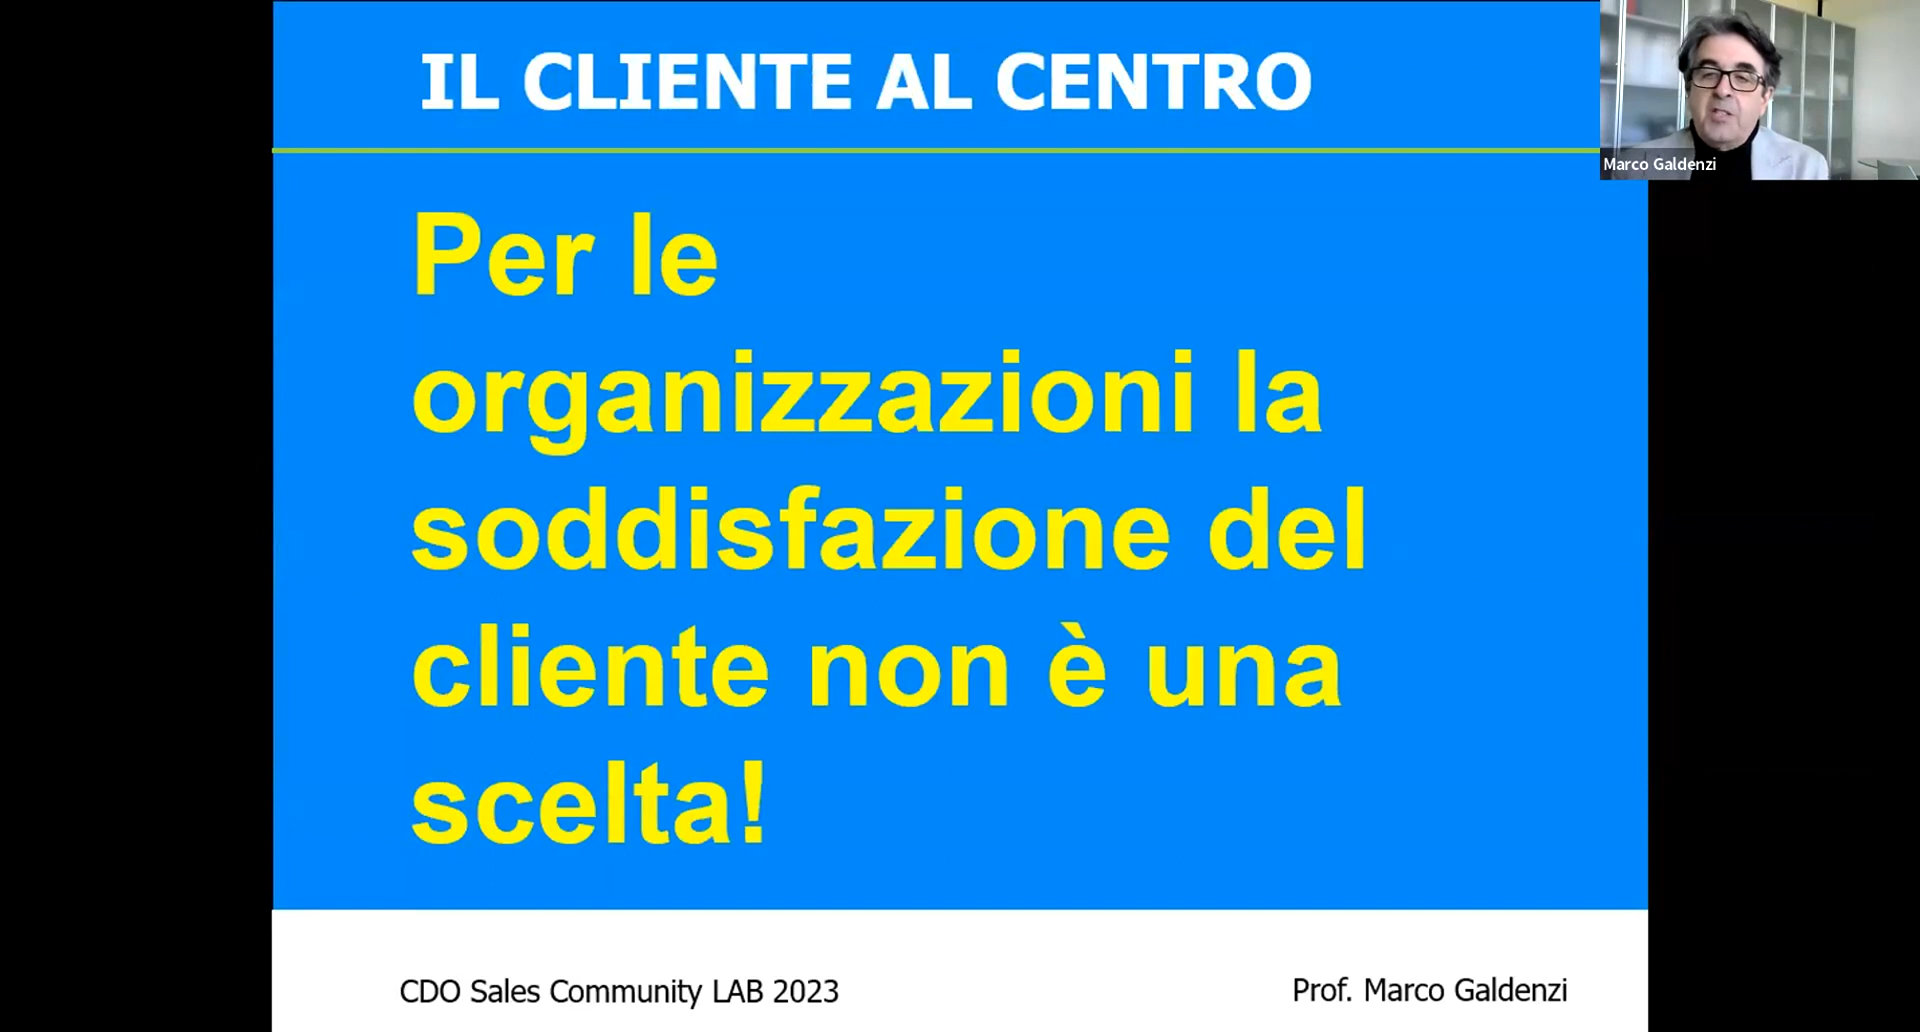 IL CLIENTE AL CENTRO
Marco Galdenzi
Per le
organizzazioni la
soddisfazione del
cliente non è una
scelta!
CDO Sales Community LAB 2023
Prof. Marco Galdenzi